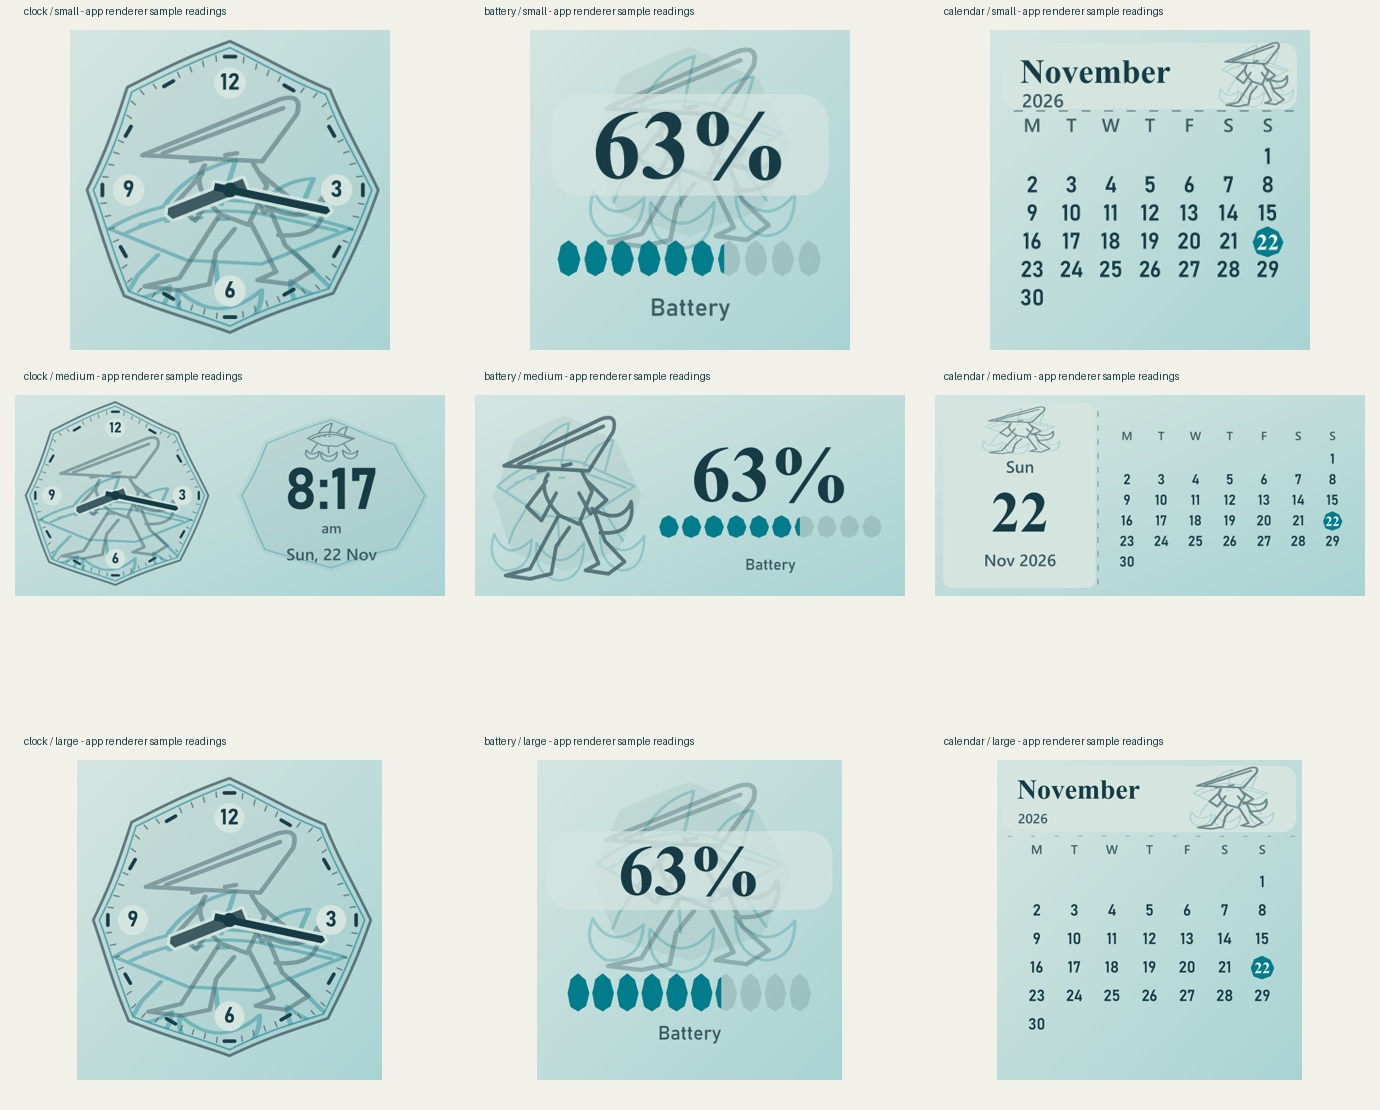 clock / small - app renderer sample readings
12
9 3
6
battery / small - app renderer sample readings
63%
Battery
calendar / small - app renderer sample readings
November
2026
M T W T F S S
1
2 3 4 5 6 7 8
9 10 11 12 13 14 15
16 17 18 19 20 21 22
23 24 25 26 27 28 29
30
clock / medium - app renderer sample readings
12
9 3
6
8:17
am
Sun, 22 Nov
battery / medium - app renderer sample readings
63%
Battery
calendar / medium - app renderer sample readings
Sun
22
Nov 2026
M T W T F S S
1
2 3 4 5 6 7 8
9 10 11 12 13 14 15
16 17 18 19 20 21 22
23 24 25 26 27 28 29
30
clock / large - app renderer sample readings
12
9 3
6
battery / large - app renderer sample readings
63%
Battery
calendar / large - app renderer sample readings
November
2026
M T W T F S S
1
2 3 4 5 6 7 8
9 10 11 12 13 14 15
16 17 18 19 20 21 22
23 24 25 26 27 28 29
30